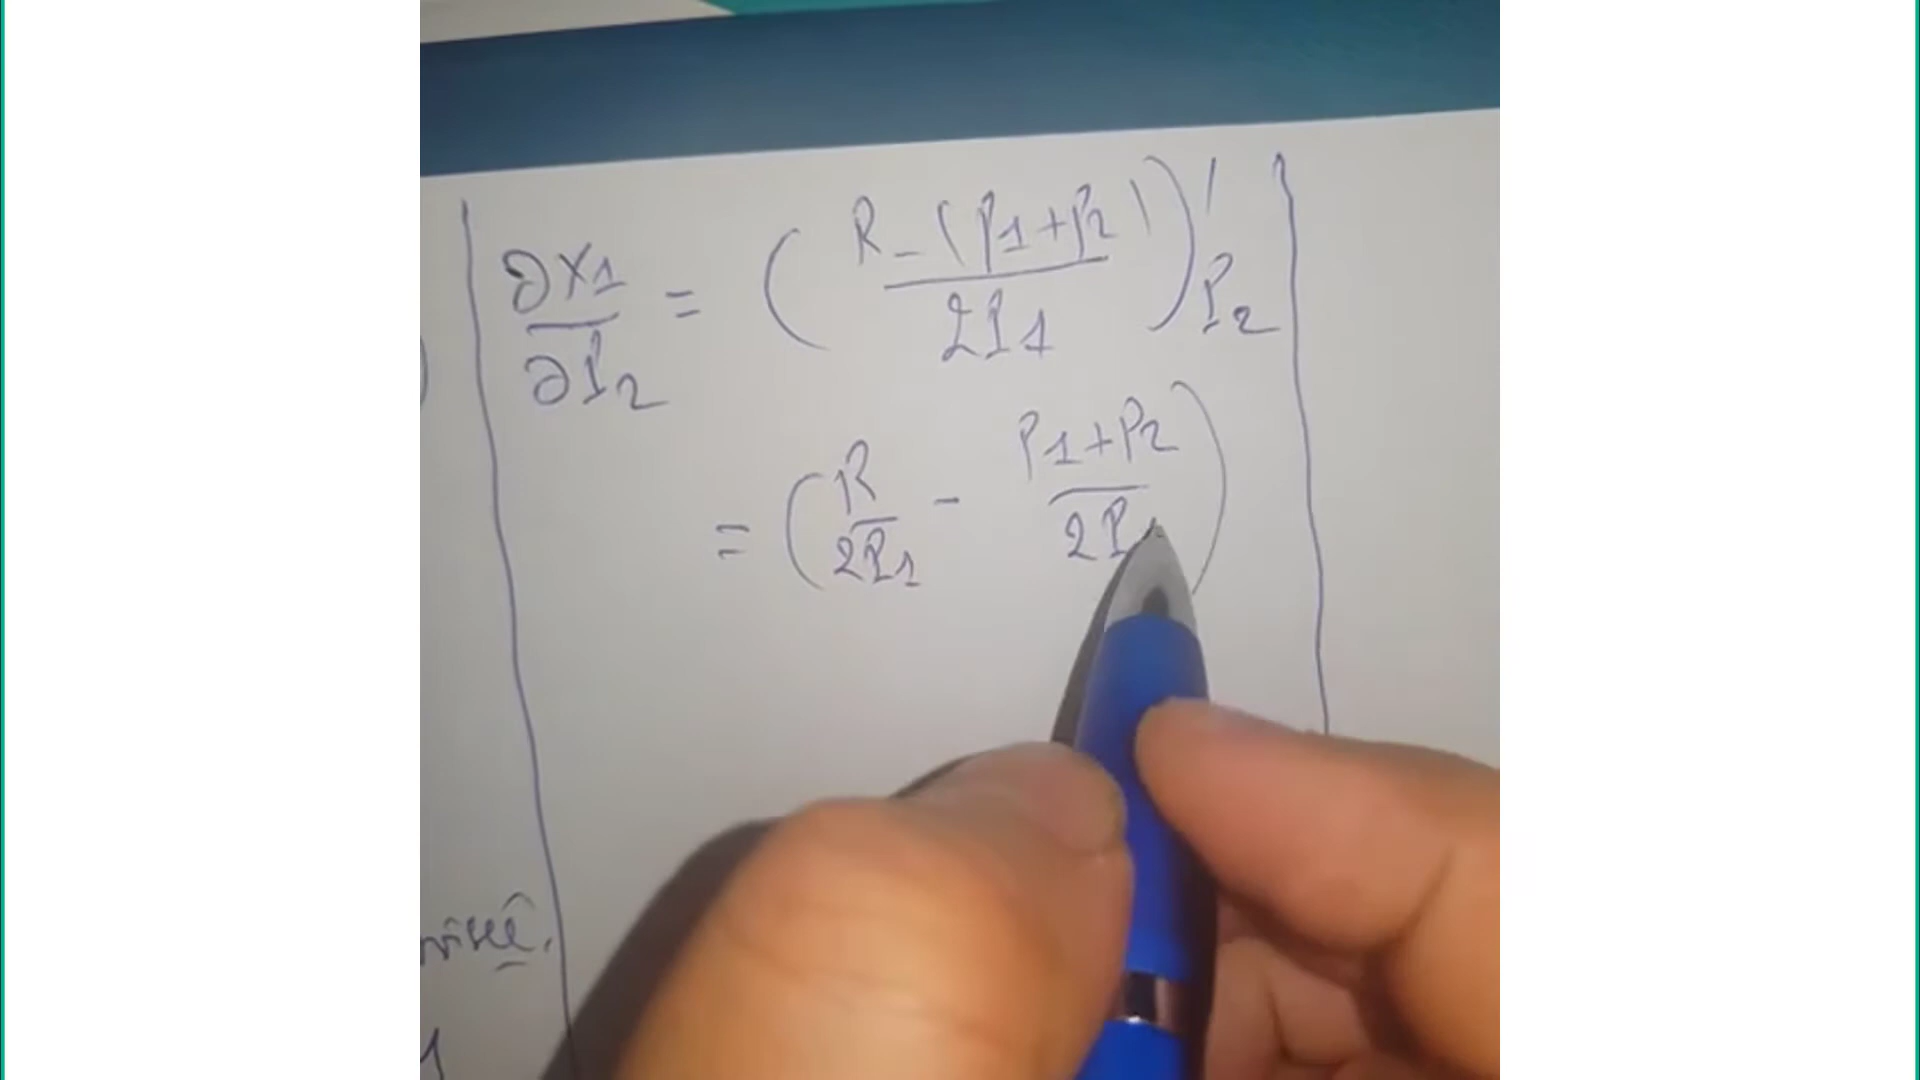 ∂X1/∂P2 = ( R - (P1+P2) / 2P1 )'P2
= ( R/2P1 - P1+P2/2P1 )